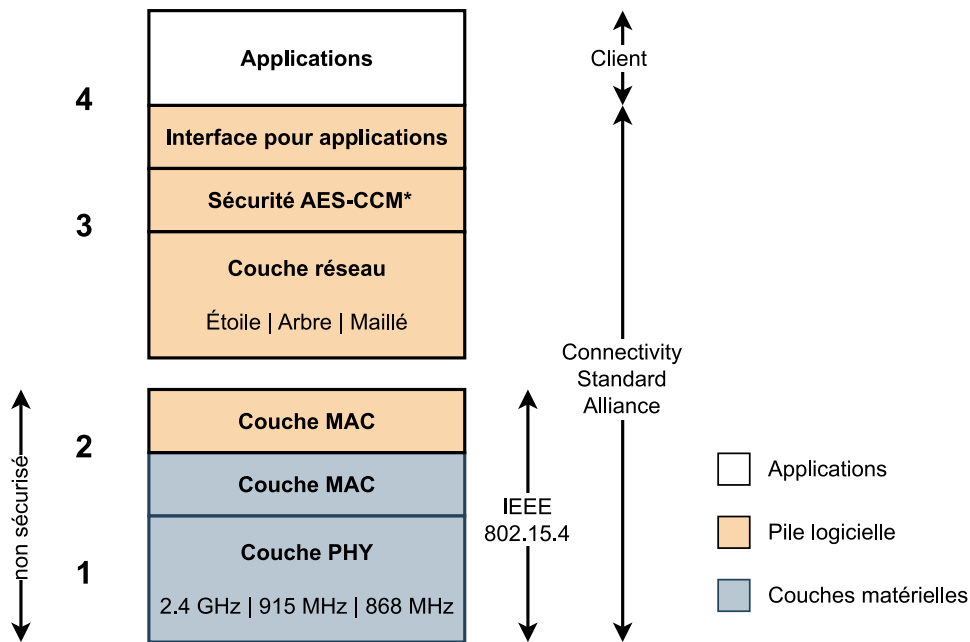 Applications
Client
4
Interface pour applications
Sécurité AES-CCM*
3
Couche réseau
Étoile | Arbre | Maillé
Connectivity
Standard
Alliance
Couche MAC
2
Couche MAC
non sécurisé
IEEE
802.15.4
Couche PHY
1
2.4 GHz | 915 MHz | 868 MHz
Applications
Pile logicielle
Couches matérielles